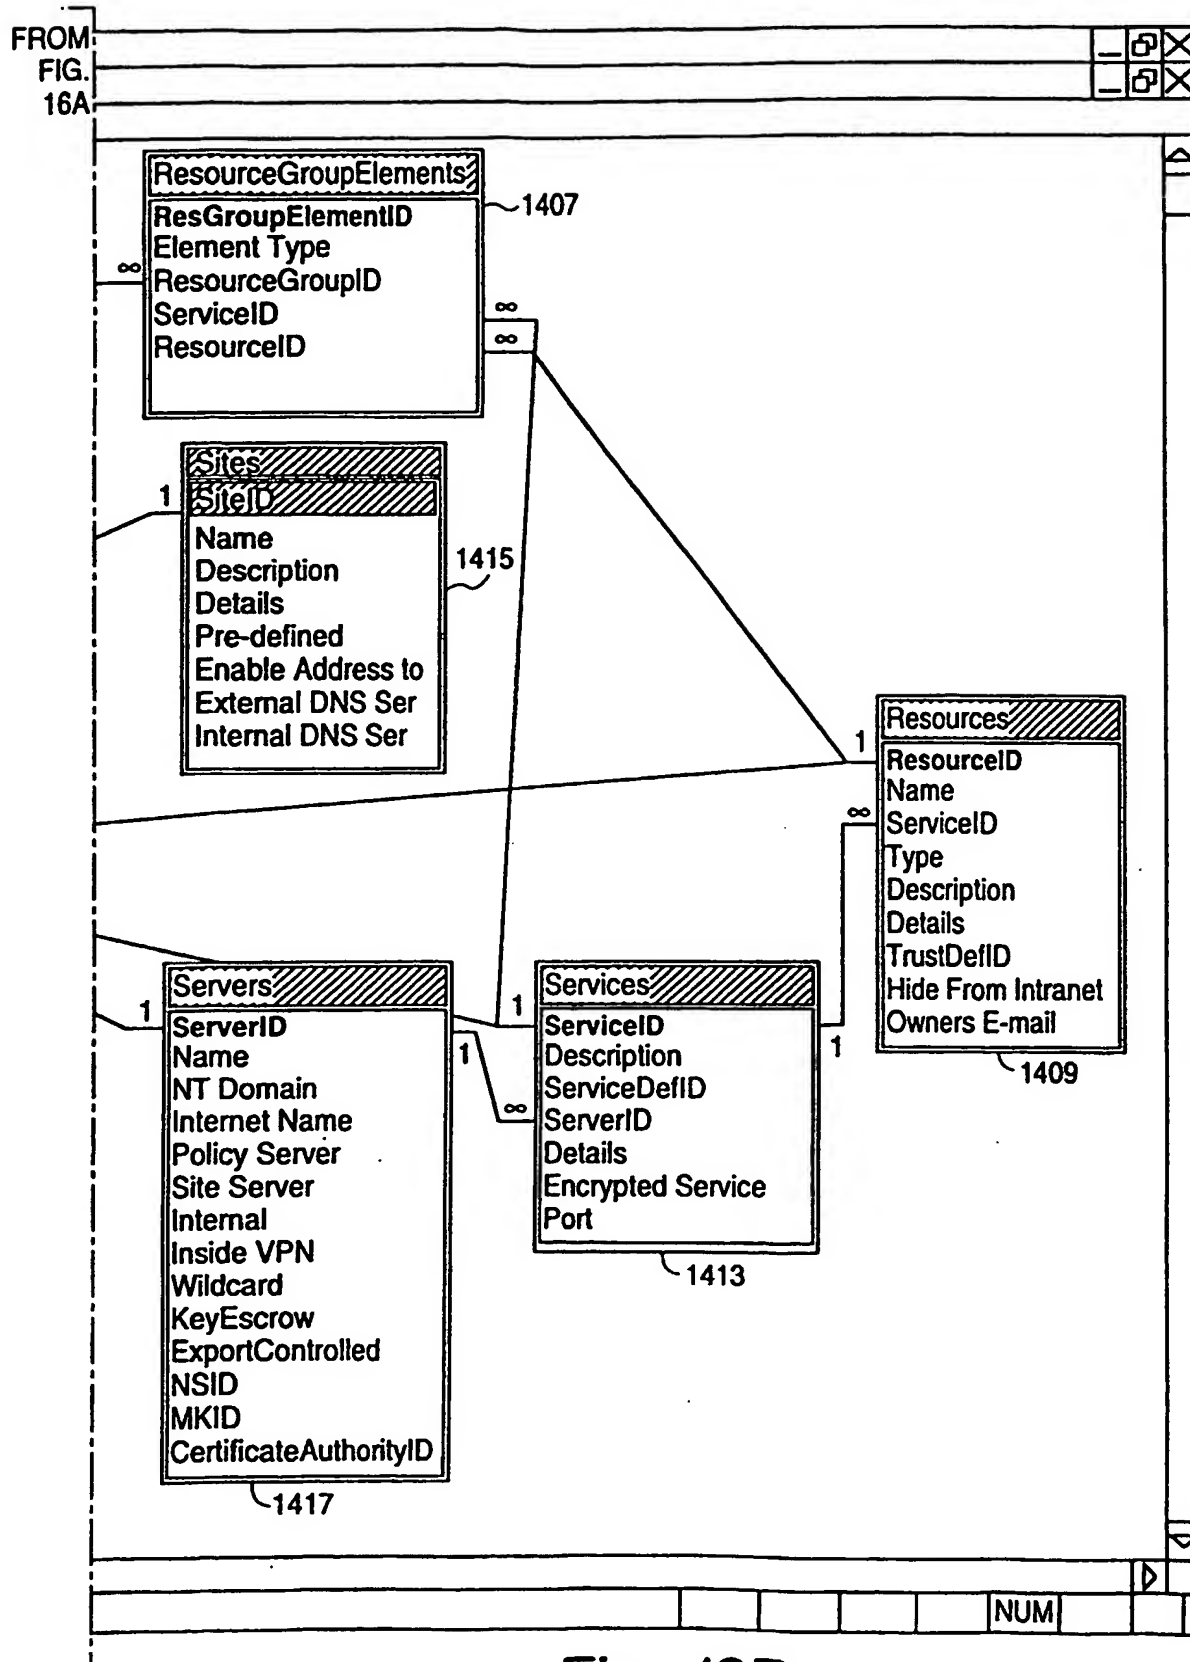 FROM
FIG.
16A
ResourceGroupElements
ResGroupElementID
Element Type
ResourceGroupID
ServiceID
ResourceID
1407
∞
∞
∞
Sites
SiteID
Name
Description
Details
Pre-defined
Enable Address to
External DNS Ser
Internal DNS Ser
1
1415
Resources
ResourceID
Name
ServiceID
Type
Description
Details
TrustDefID
Hide From Intranet
Owners E-mail
1
∞
1409
Servers
ServerID
Name
NT Domain
Internet Name
Policy Server
Site Server
Internal
Inside VPN
Wildcard
KeyEscrow
ExportControlled
NSID
MKID
CertificateAuthorityID
1
1
1417
Services
ServiceID
Description
ServiceDefID
ServerID
Details
Encrypted Service
Port
1
∞
1
1413
NUM